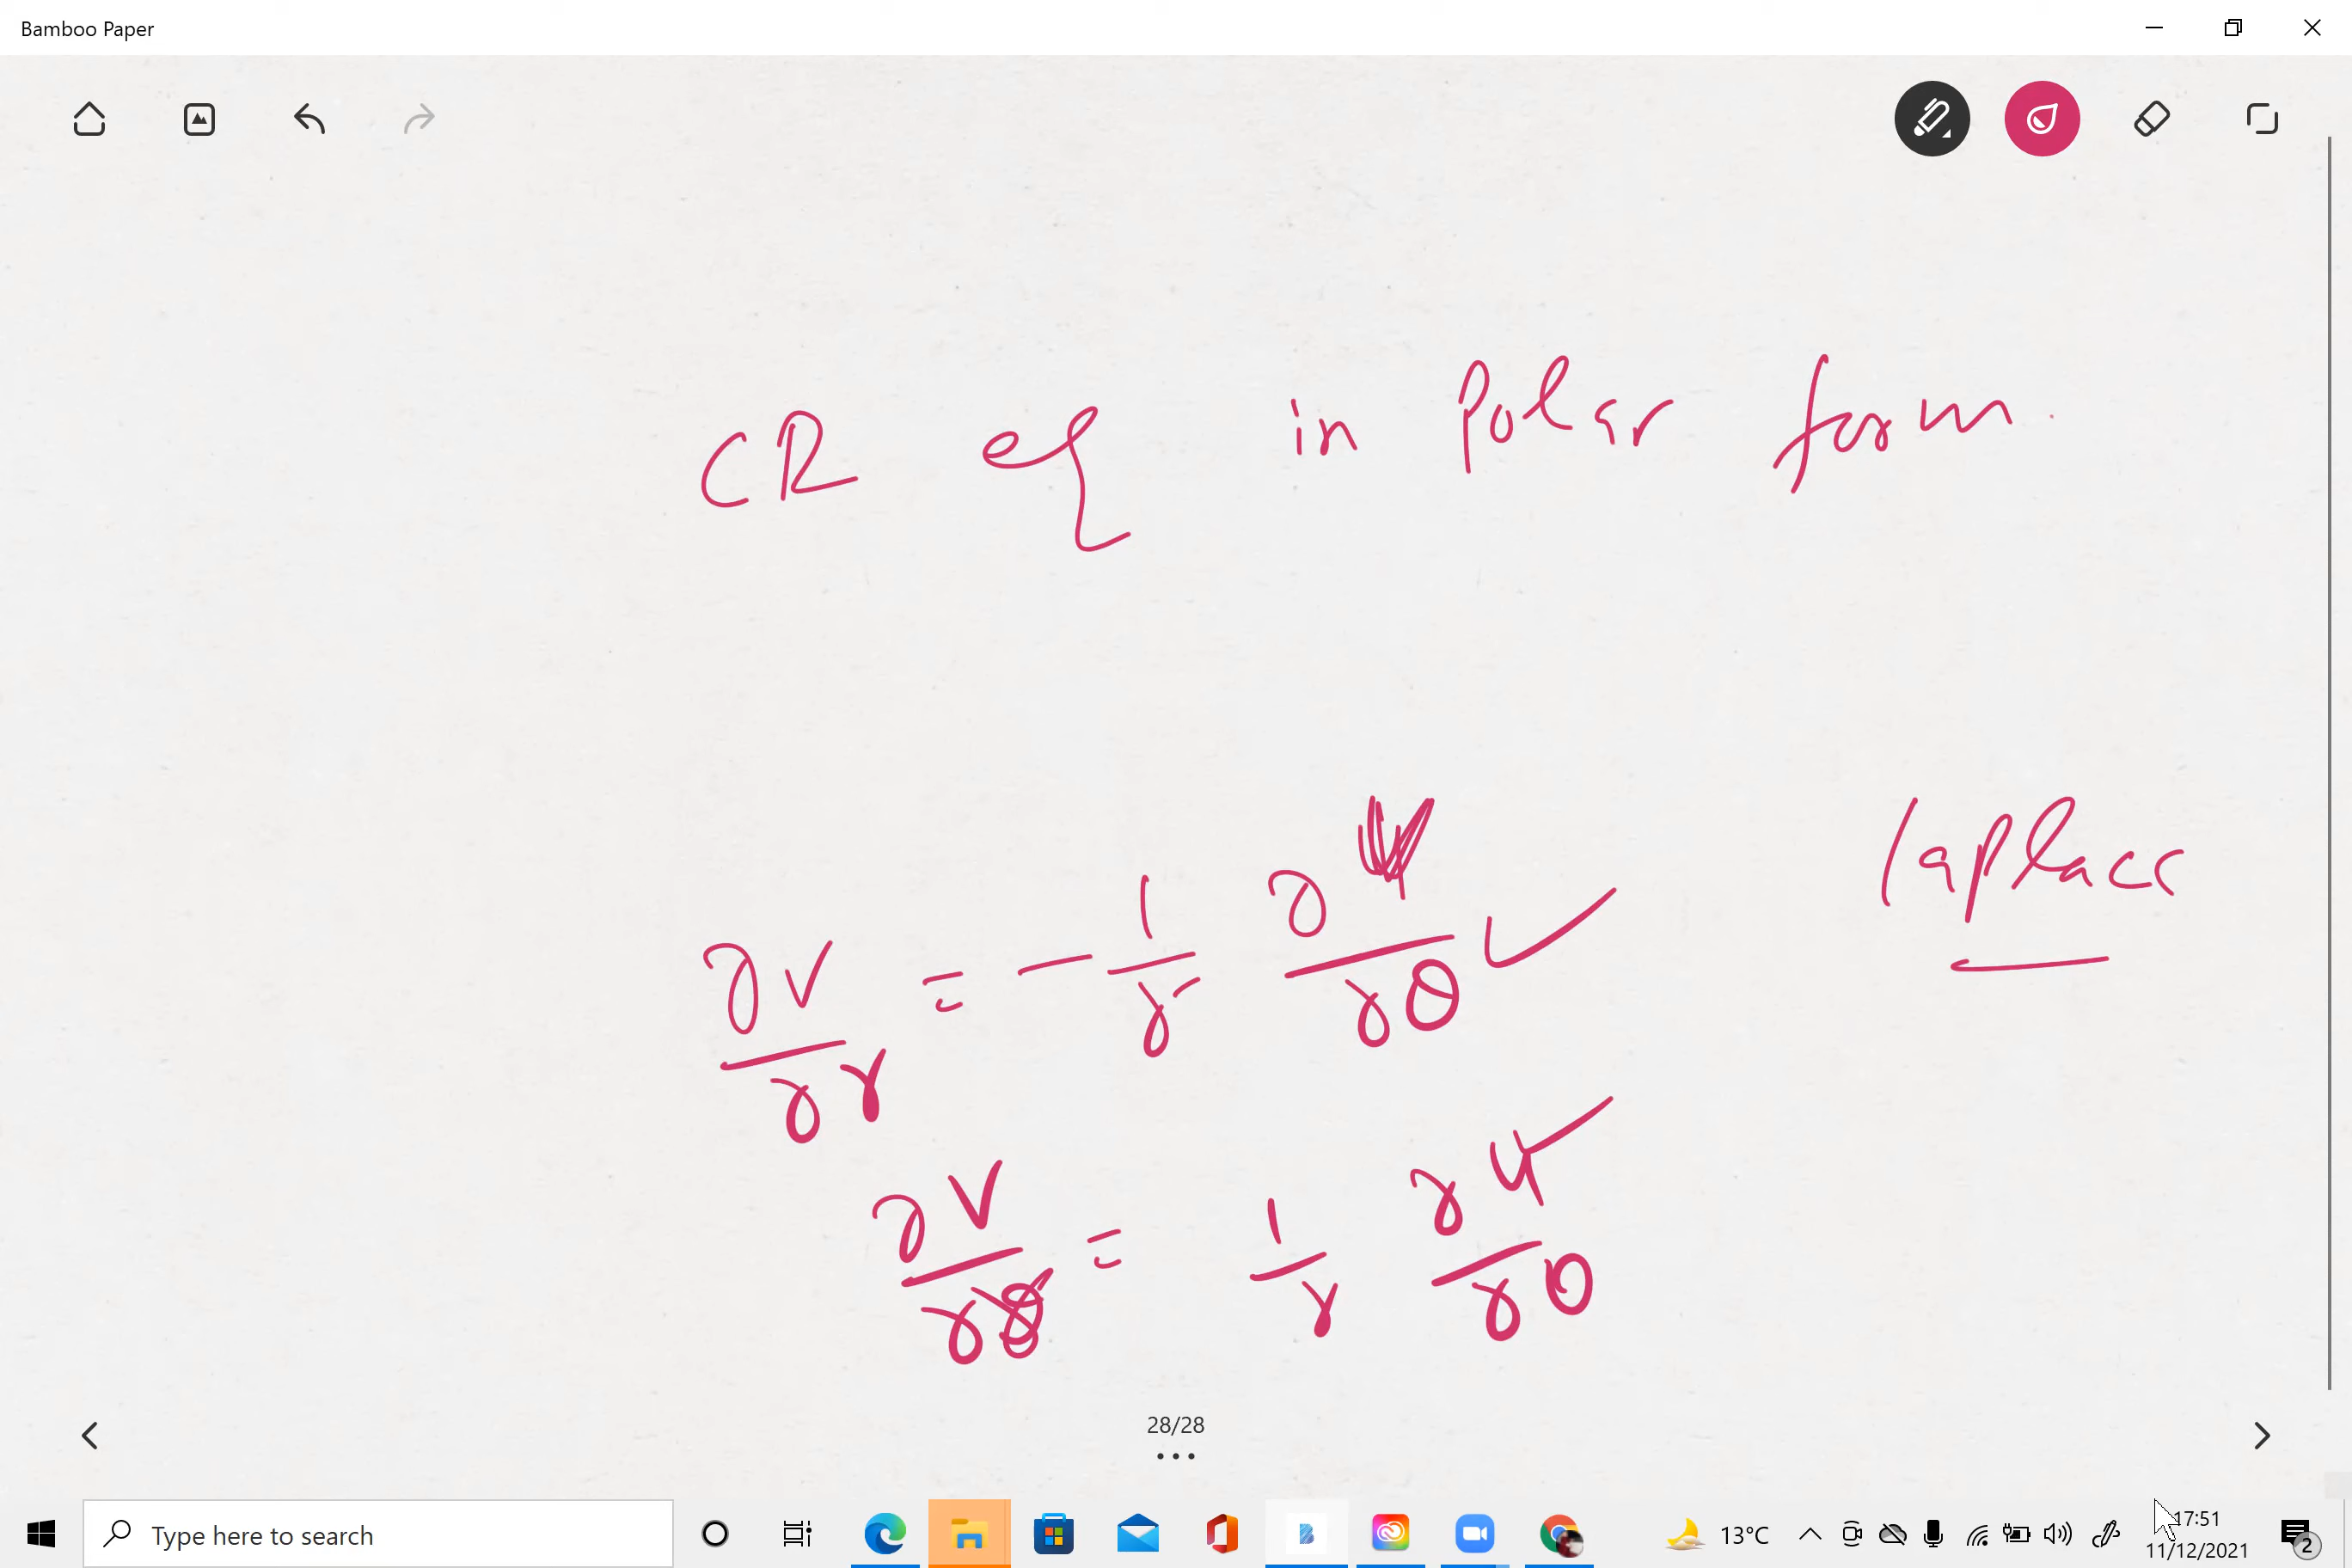 Bamboo Paper
CR eq in Polar form.
laplace
∂v/∂r = - 1/r ∂u/∂θ
∂v/∂θ = 1/r ∂u/∂θ
28/28
Type here to search
13°C
17:51
11/12/2021
2